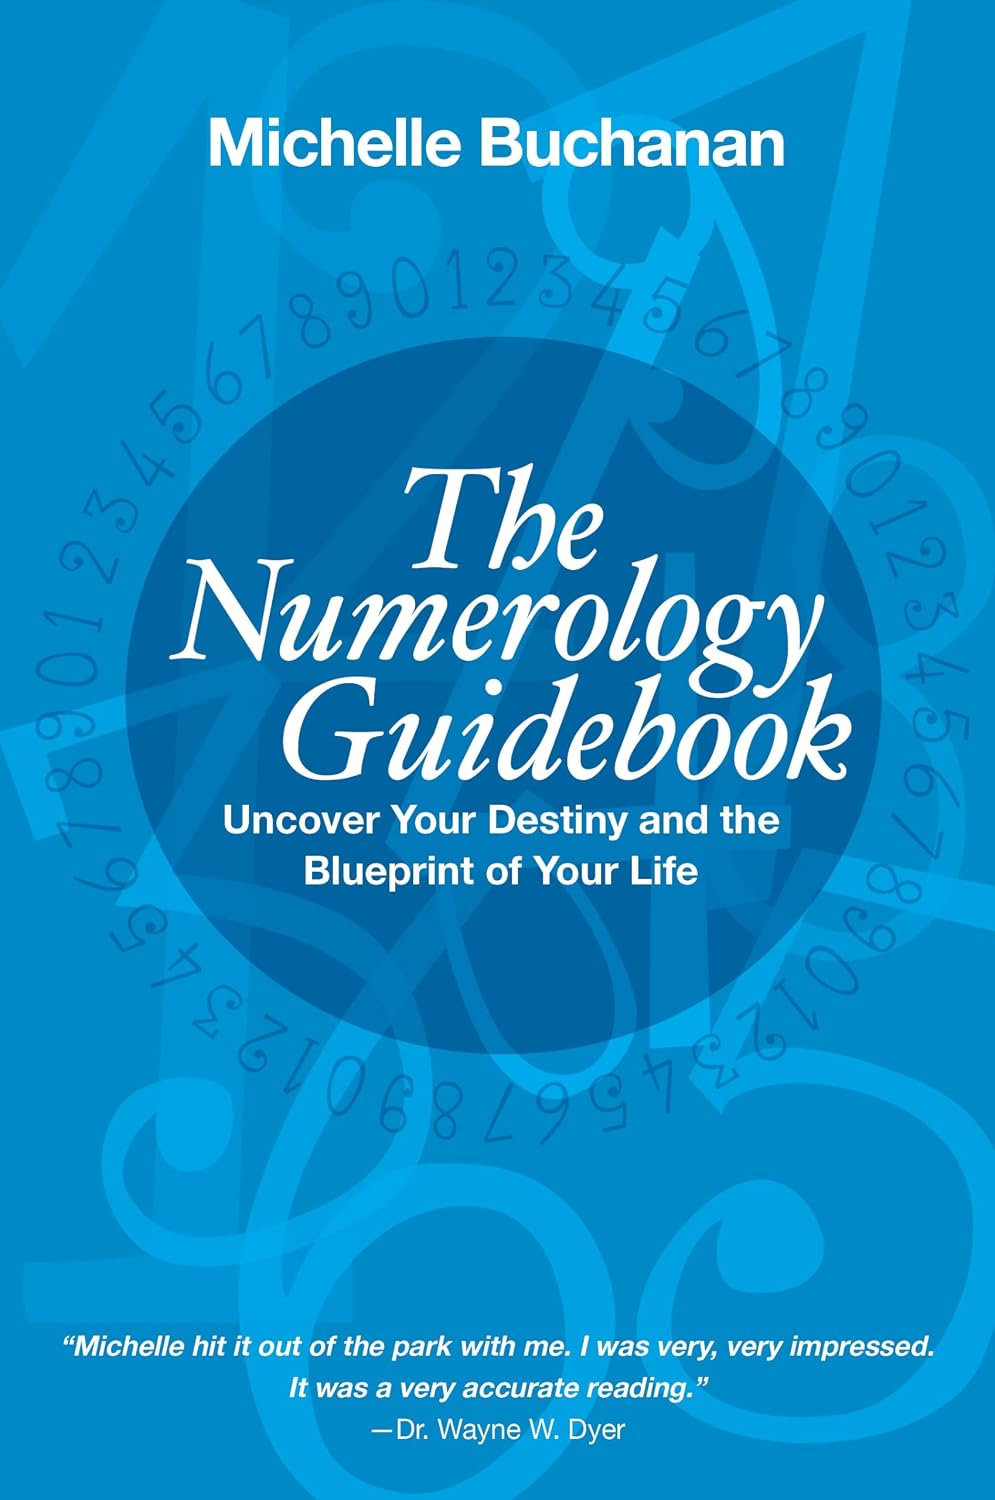 Michelle Buchanan
The
Numerology
Guidebook
Uncover Your Destiny and the
Blueprint of Your Life
1234567890123456789012345678901234567890
“Michelle hit it out of the park with me. I was very, very impressed.
It was a very accurate reading.”
—Dr. Wayne W. Dyer